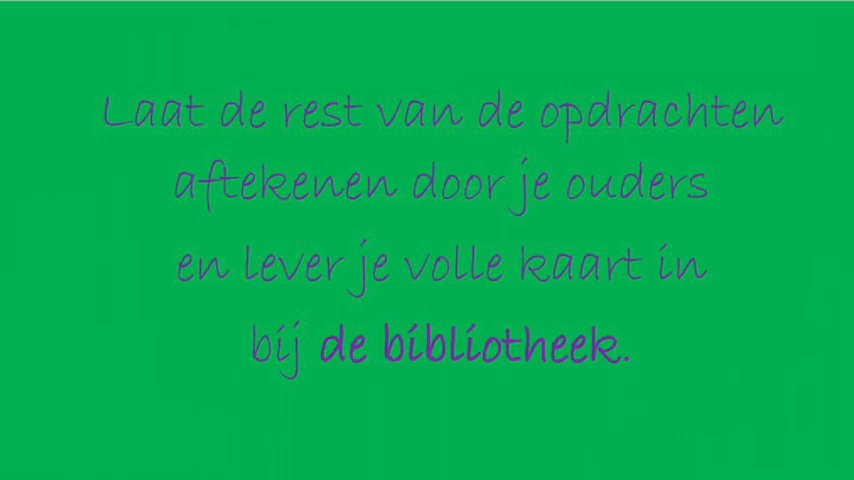 Laat de rest van de opdrachten
aftekenen door je ouders
en lever je volle kaart in
bij de bibliotheek.